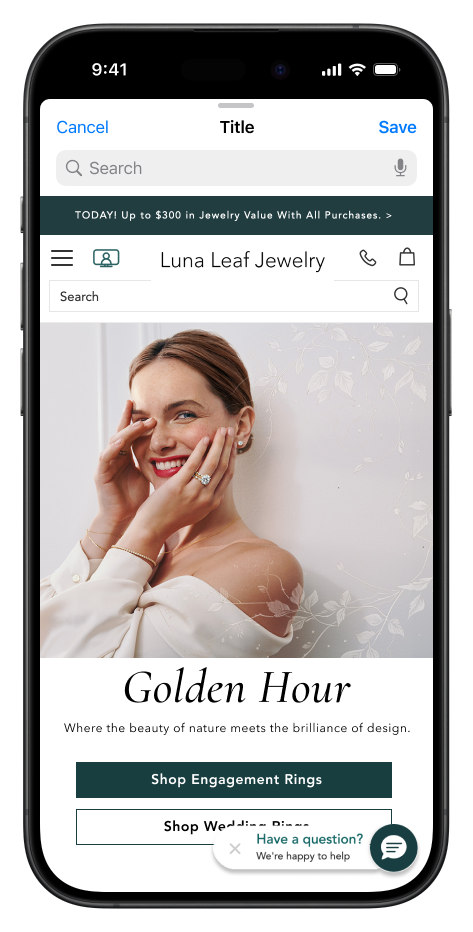 9:41
Cancel Title Save
Search
TODAY! Up to $300 in Jewelry Value With All Purchases. >
Luna Leaf Jewelry
Search
Golden Hour
Where the beauty of nature meets the brilliance of design.
Shop Engagement Rings
Shop Wedding Rings
Have a question?
We're happy to help